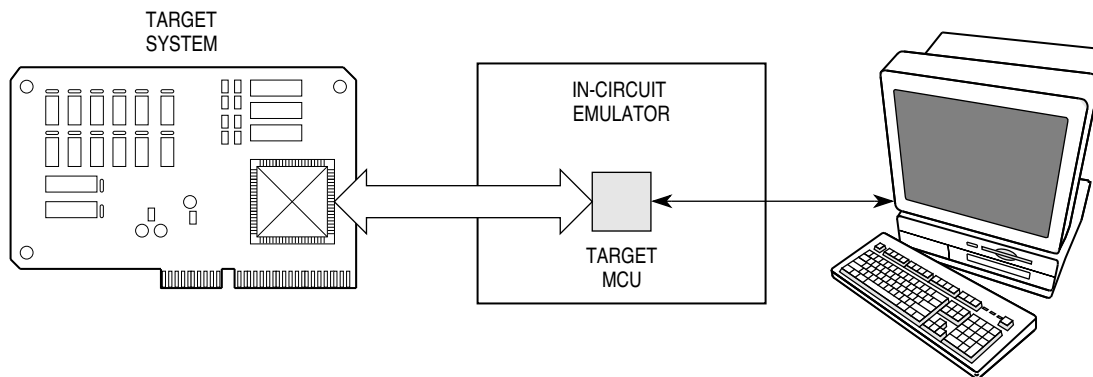 TARGET
SYSTEM
IN-CIRCUIT
EMULATOR
TARGET
MCU